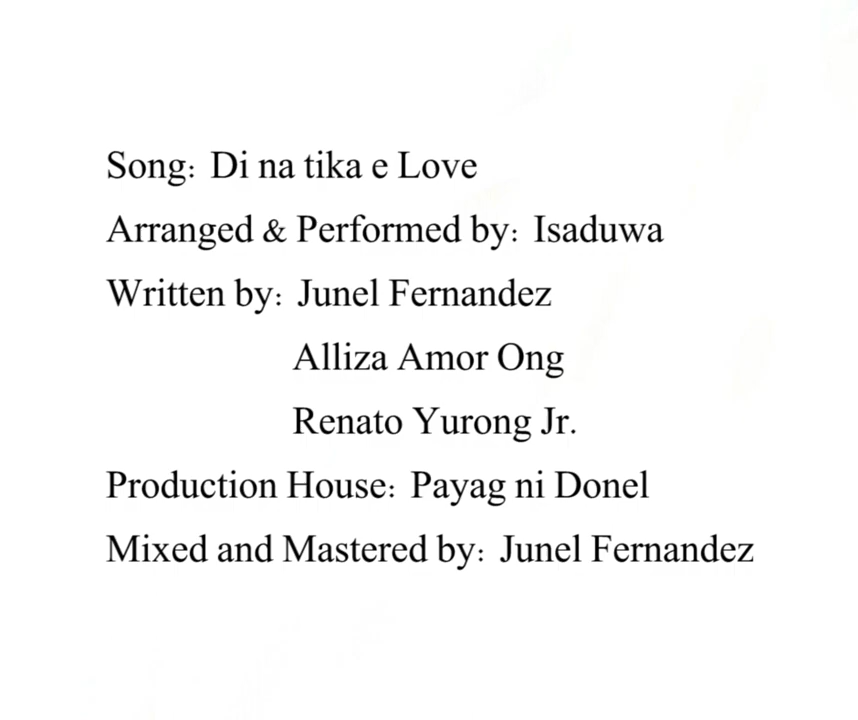 Song: Di na tika e Love
Arranged & Performed by: Isaduwa
Written by: Junel Fernandez
Alliza Amor Ong
Renato Yurong Jr.
Production House: Payag ni Donel
Mixed and Mastered by: Junel Fernandez